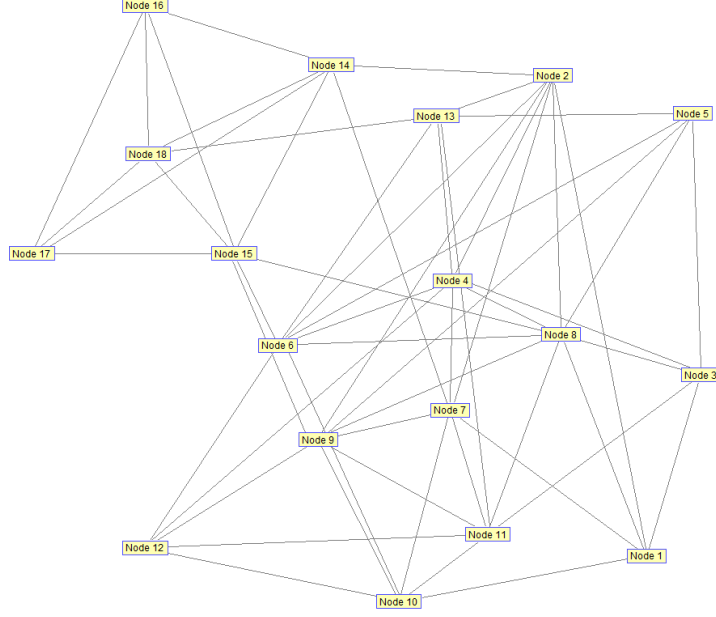 Node 16
Node 14
Node 2
Node 5
Node 13
Node 18
Node 17
Node 15
Node 4
Node 8
Node 6
Node 3
Node 7
Node 9
Node 11
Node 12
Node 1
Node 10